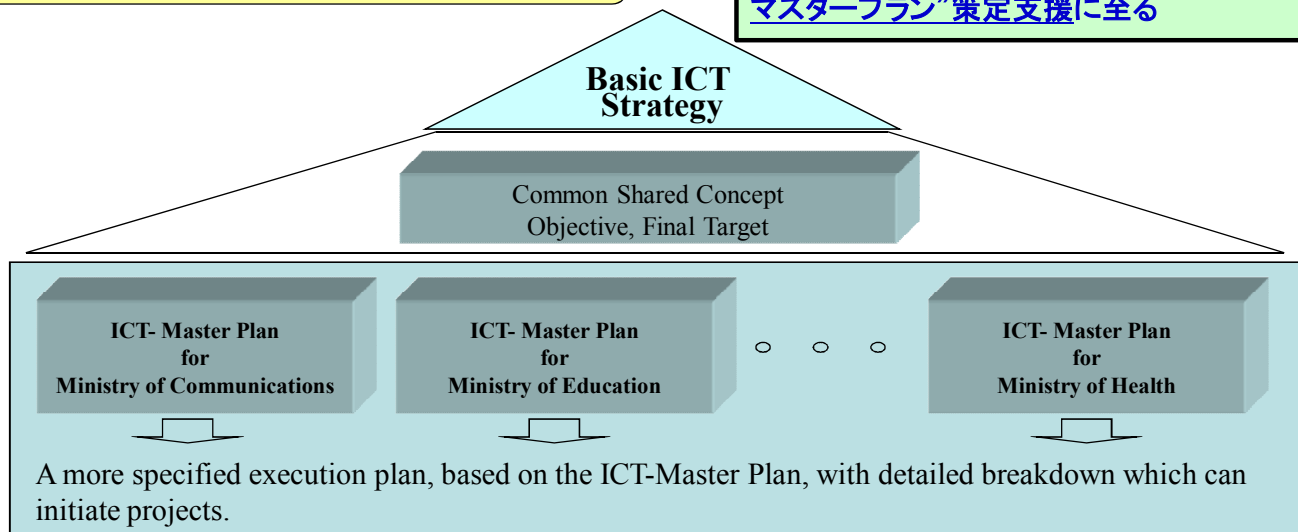 マスタープラン”策定支援に全る
Basic ICT
Strategy
Common Shared Concept
Objective, Final Target
ICT- Master Plan
for
Ministry of Communications
ICT- Master Plan
for
Ministry of Education
ICT- Master Plan
for
Ministry of Health
A more specified execution plan, based on the ICT-Master Plan, with detailed breakdown which can
initiate projects.